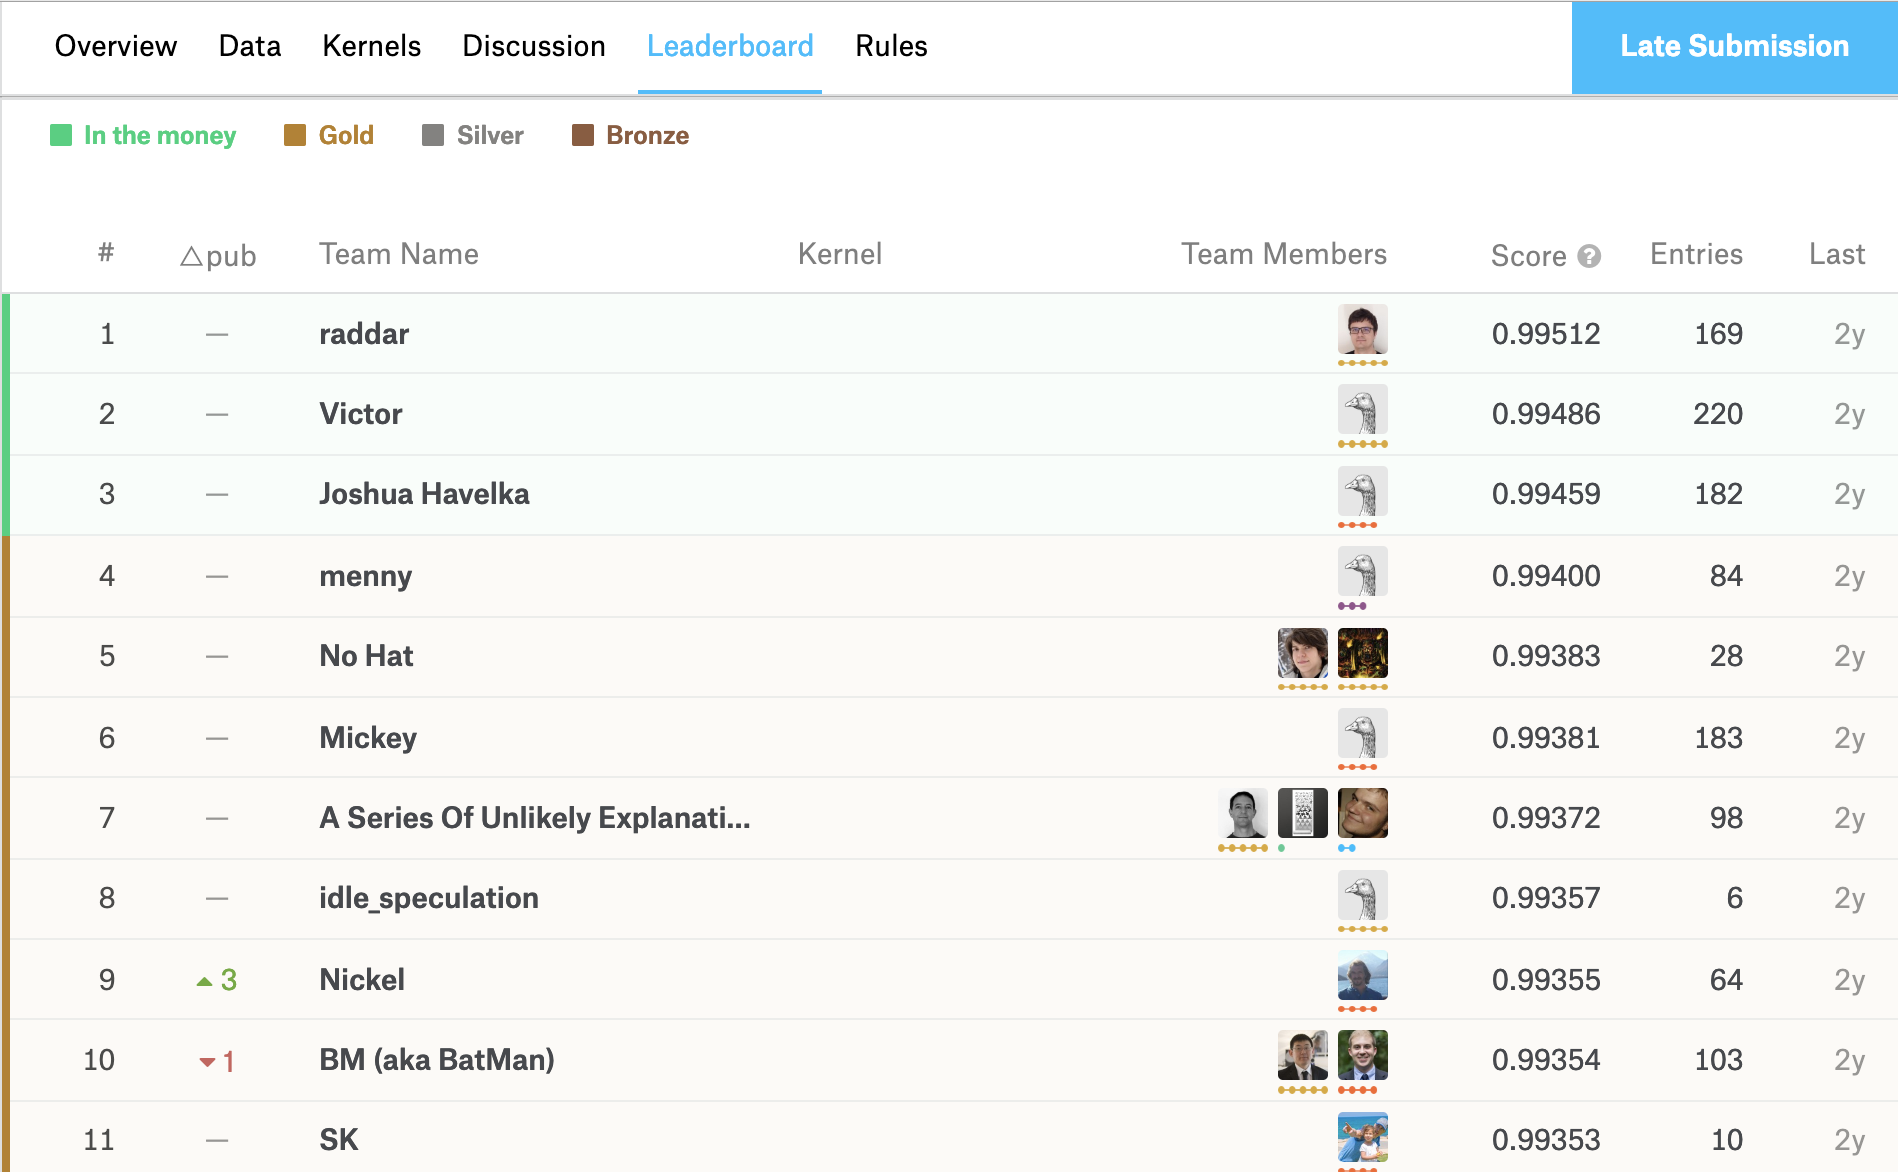 Overview Data Kernels Discussion Leaderboard Rules Late Submission
In the money Gold Silver Bronze
# △pub Team Name Kernel Team Members Score ? Entries Last
1 — raddar 0.99512 169 2y
2 — Victor 0.99486 220 2y
3 — Joshua Havelka 0.99459 182 2y
4 — menny 0.99400 84 2y
5 — No Hat 0.99383 28 2y
6 — Mickey 0.99381 183 2y
7 — A Series Of Unlikely Explanati... 0.99372 98 2y
8 — idle_speculation 0.99357 6 2y
9 ▲3 Nickel 0.99355 64 2y
10 ▼1 BM (aka BatMan) 0.99354 103 2y
11 — SK 0.99353 10 2y